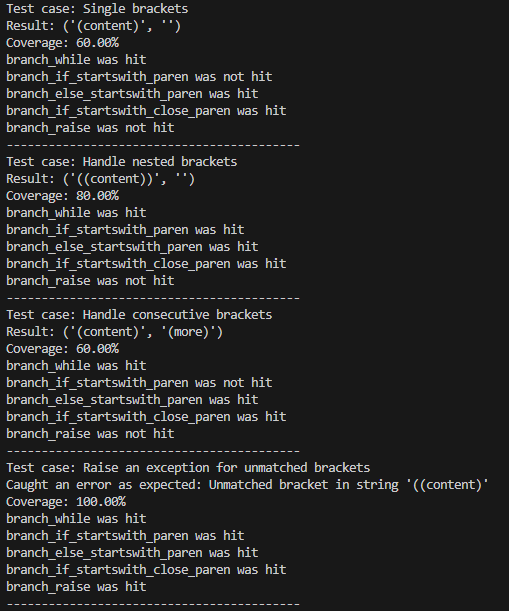 Test case: Single brackets
Result: ('(content)', '')
Coverage: 60.00%
branch_while was hit
branch_if_startswith_paren was not hit
branch_else_startswith_paren was hit
branch_if_startswith_close_paren was hit
branch_raise was not hit
------------------------------------------
Test case: Handle nested brackets
Result: ('((content))', '')
Coverage: 80.00%
branch_while was hit
branch_if_startswith_paren was hit
branch_else_startswith_paren was hit
branch_if_startswith_close_paren was hit
branch_raise was not hit
------------------------------------------
Test case: Handle consecutive brackets
Result: ('(content)', '(more)')
Coverage: 60.00%
branch_while was hit
branch_if_startswith_paren was not hit
branch_else_startswith_paren was hit
branch_if_startswith_close_paren was hit
branch_raise was not hit
------------------------------------------
Test case: Raise an exception for unmatched brackets
Caught an error as expected: Unmatched bracket in string '((content)'
Coverage: 100.00%
branch_while was hit
branch_if_startswith_paren was hit
branch_else_startswith_paren was hit
branch_if_startswith_close_paren was hit
branch_raise was hit
------------------------------------------